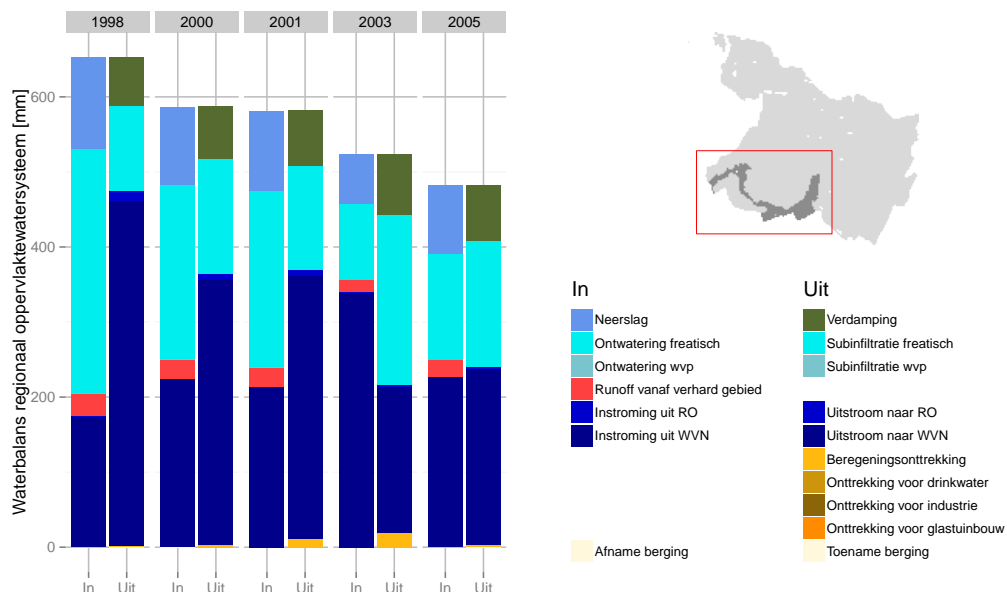 1998 2000 2001 2003 2005
Waterbalans regionaal oppervlaktewatersysteem [mm]
600
400
200
0
In Uit In Uit In Uit In Uit In Uit
In
Neerslag
Ontwatering freatisch
Ontwatering wvp
Runoff vanaf verhard gebied
Instroming uit RO
Instroming uit WVN
Afname berging
Uit
Verdamping
Subinfiltratie freatisch
Subinfiltratie wvp
Uitstroom naar RO
Uitstroom naar WVN
Beregeningsonttrekking
Onttrekking voor drinkwater
Onttrekking voor industrie
Onttrekking voor glastuinbouw
Toename berging